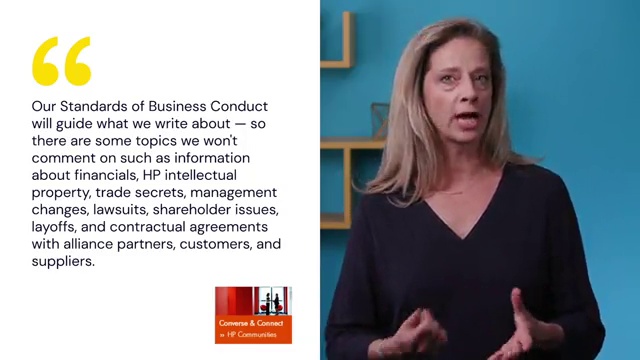 Our Standards of Business Conduct
will guide what we write about — so
there are some topics we won't
comment on such as information
about financials, HP intellectual
property, trade secrets, management
changes, lawsuits, shareholder issues,
layoffs, and contractual agreements
with alliance partners, customers, and
suppliers.
Converse & Connect
» HP Communities